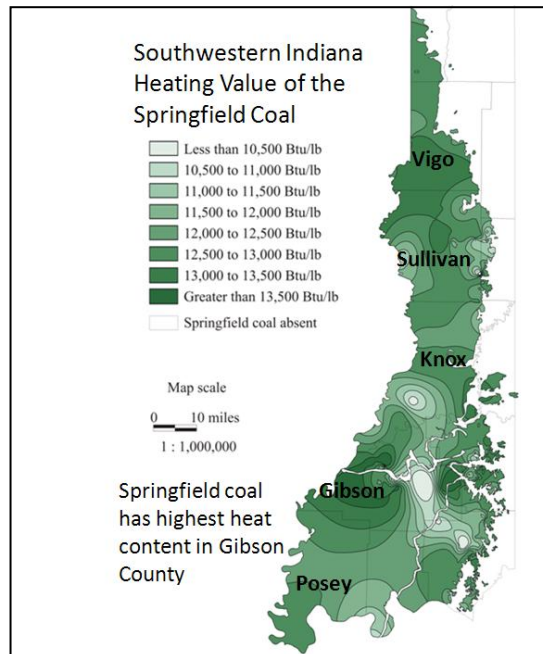 Southwestern Indiana
Heating Value of the
Springfield Coal
Less than 10,500 Btu/lb
10,500 to 11,000 Btu/lb
11,000 to 11,500 Btu/lb
11,500 to 12,000 Btu/lb
12,000 to 12,500 Btu/lb
12,500 to 13,000 Btu/lb
13,000 to 13,500 Btu/lb
Greater than 13,500 Btu/lb
Springfield coal absent
Map scale
0 10 miles
1 : 1,000,000
Springfield coal
has highest heat
content in Gibson
County
Vigo
Sullivan
Knox
Gibson
Posey